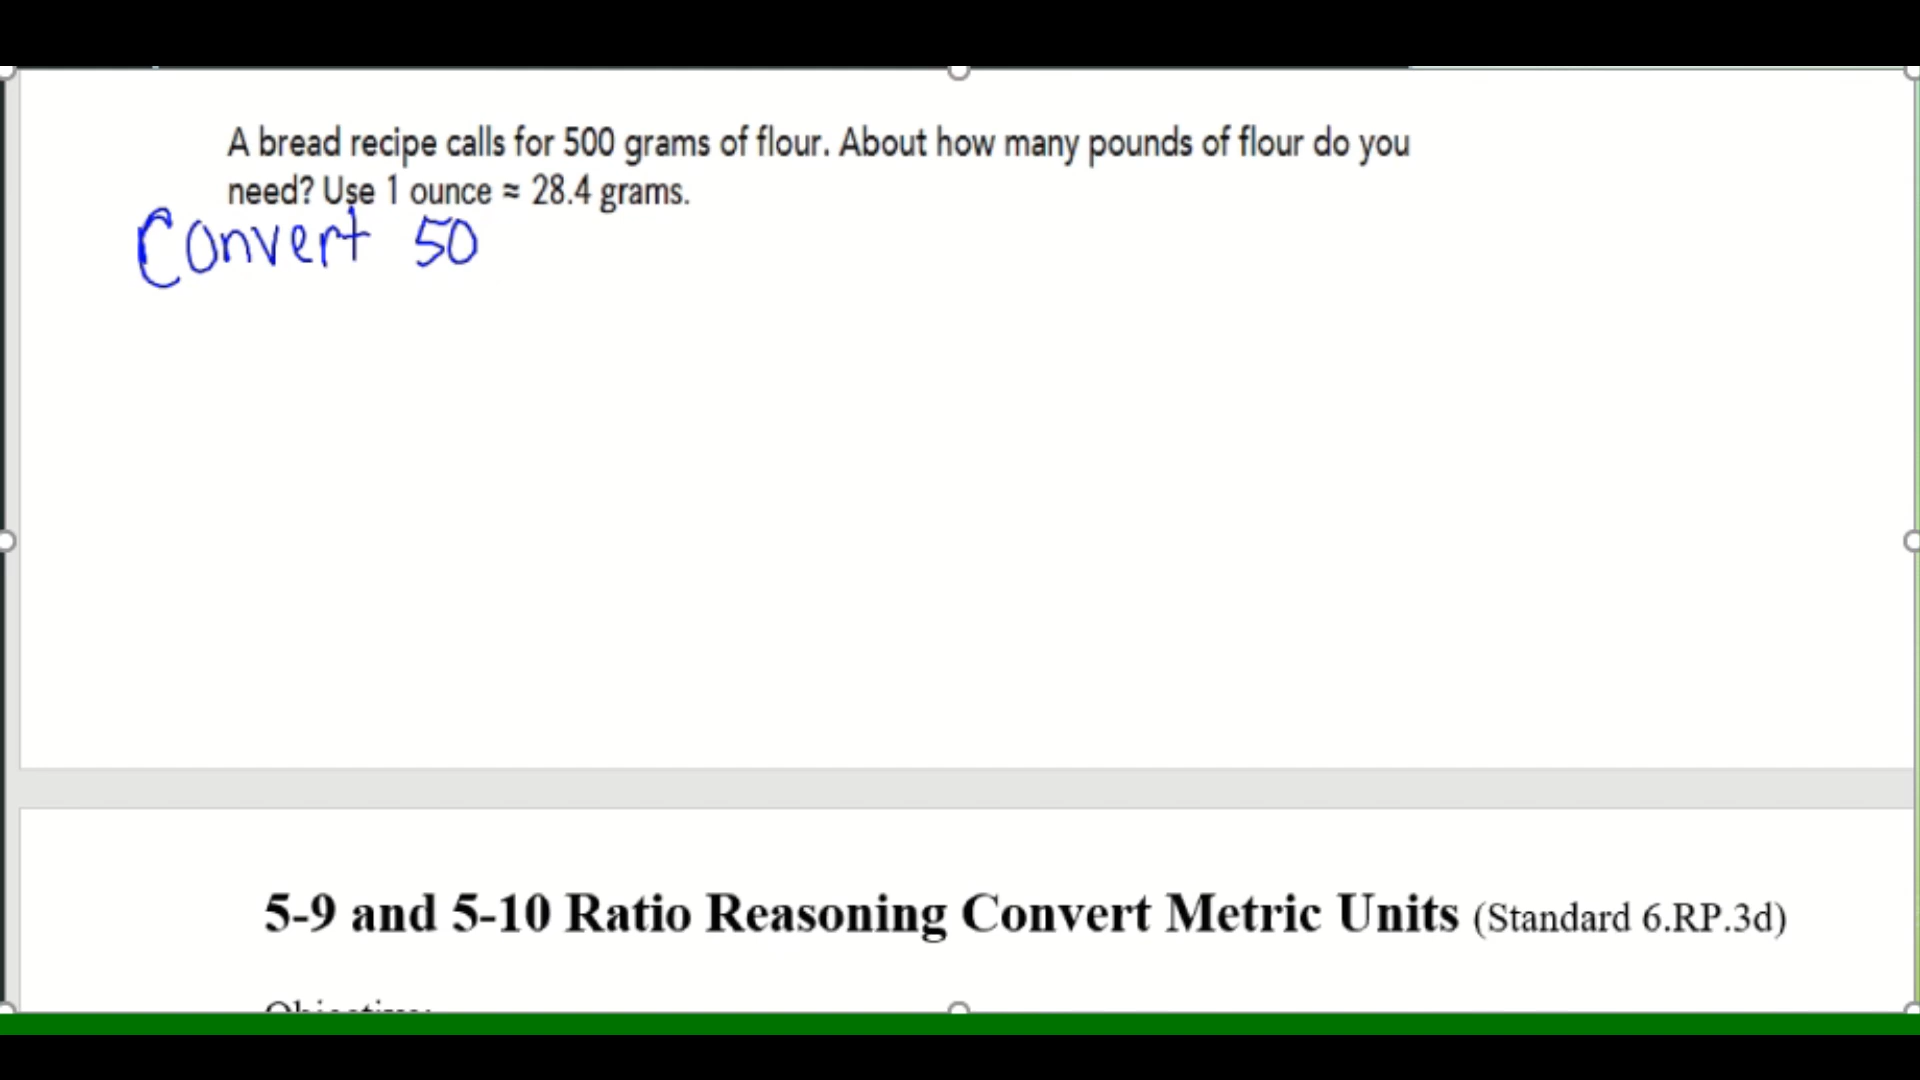 A bread recipe calls for 500 grams of flour. About how many pounds of flour do you
need? Use 1 ounce ≈ 28.4 grams.
Convert 50
5-9 and 5-10 Ratio Reasoning Convert Metric Units (Standard 6.RP.3d)
Objective: